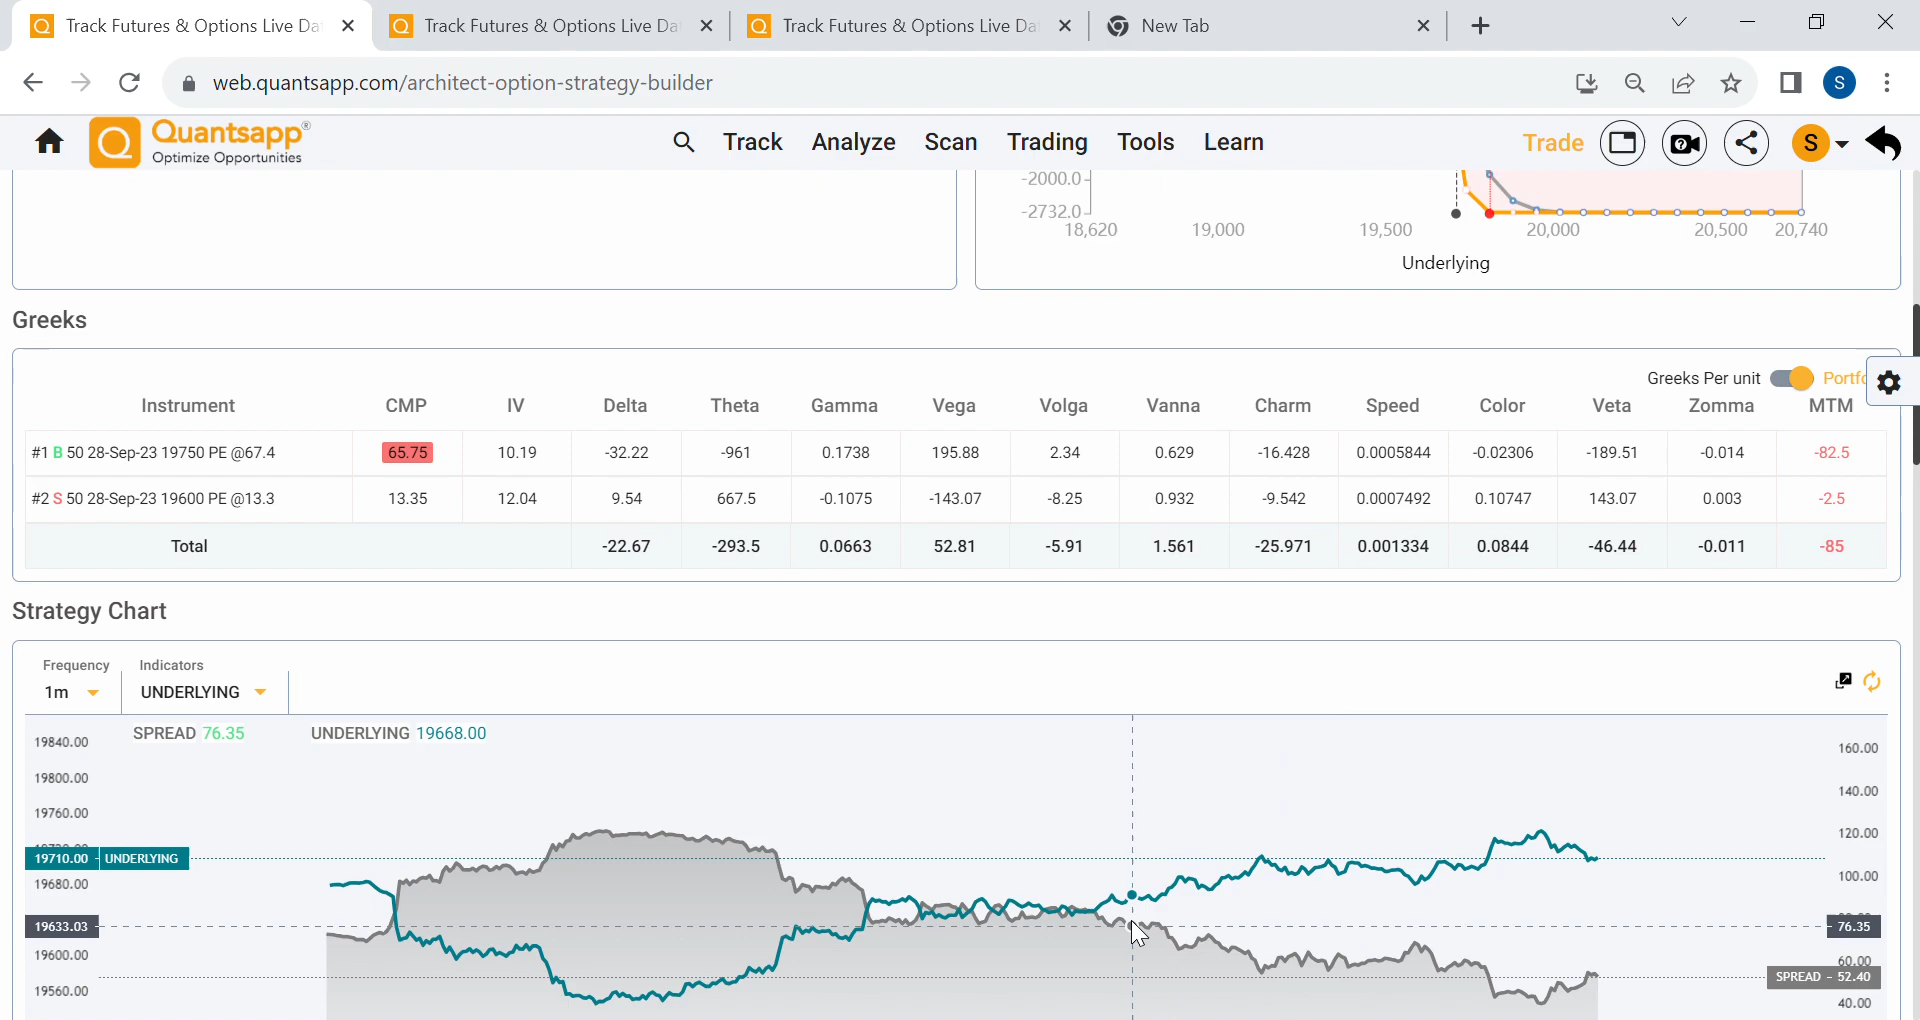 Track Futures & Options Live Da
Track Futures & Options Live Da
Track Futures & Options Live Da
New Tab
web.quantsapp.com/architect-option-strategy-builder
S
Quantsapp®
Optimize Opportunities
Track Analyze Scan Trading Tools Learn
Trade
S
-2000.0
-2732.0
18,620 19,000 19,500 20,000 20,500 20,740
Underlying
Greeks
Greeks Per unit Portfo
Instrument CMP IV Delta Theta Gamma Vega Volga Vanna Charm Speed Color Veta Zomma MTM
#1 B 50 28-Sep-23 19750 PE @67.4 65.75 10.19 -32.22 -961 0.1738 195.88 2.34 0.629 -16.428 0.0005844 -0.02306 -189.51 -0.014 -82.5
#2 S 50 28-Sep-23 19600 PE @13.3 13.35 12.04 9.54 667.5 -0.1075 -143.07 -8.25 0.932 -9.542 0.0007492 0.10747 143.07 0.003 -2.5
Total -22.67 -293.5 0.0663 52.81 -5.91 1.561 -25.971 0.001334 0.0844 -46.44 -0.011 -85
Strategy Chart
Frequency Indicators
1m UNDERLYING
SPREAD 76.35 UNDERLYING 19668.00
19840.00 160.00
19800.00 140.00
19760.00 120.00
19710.00 UNDERLYING
19680.00 100.00
19633.03 76.35
19600.00 60.00
SPREAD - 52.40
19560.00 40.00